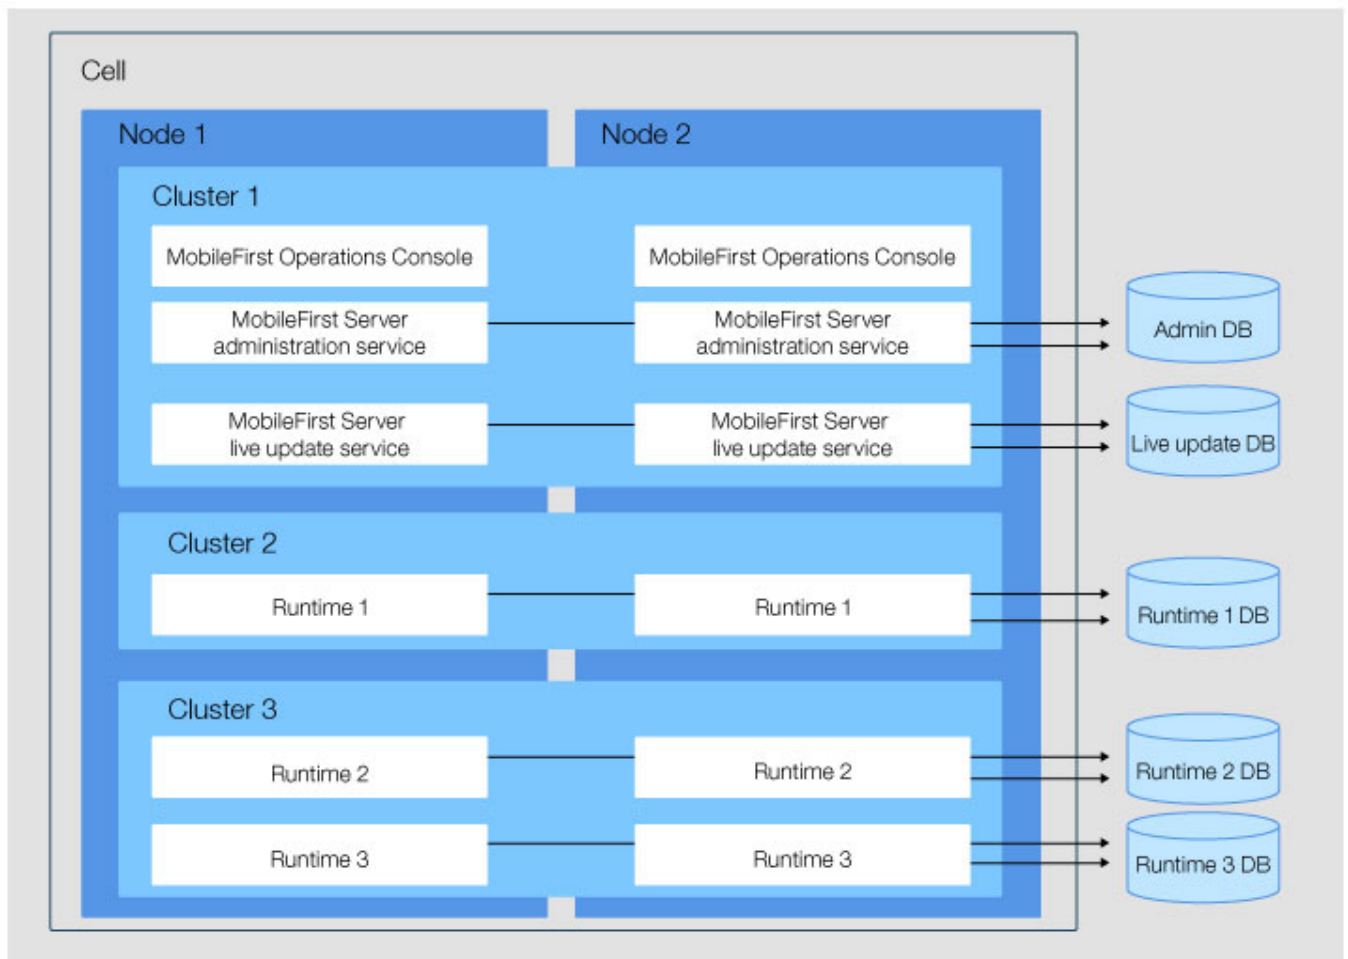 Cell
Node 1
Node 2
Cluster 1
MobileFirst Operations Console
MobileFirst Operations Console
MobileFirst Server
administration service
MobileFirst Server
administration service
Admin DB
MobileFirst Server
live update service
MobileFirst Server
live update service
Live update DB
Cluster 2
Runtime 1
Runtime 1
Runtime 1 DB
Cluster 3
Runtime 2
Runtime 2
Runtime 2 DB
Runtime 3
Runtime 3
Runtime 3 DB